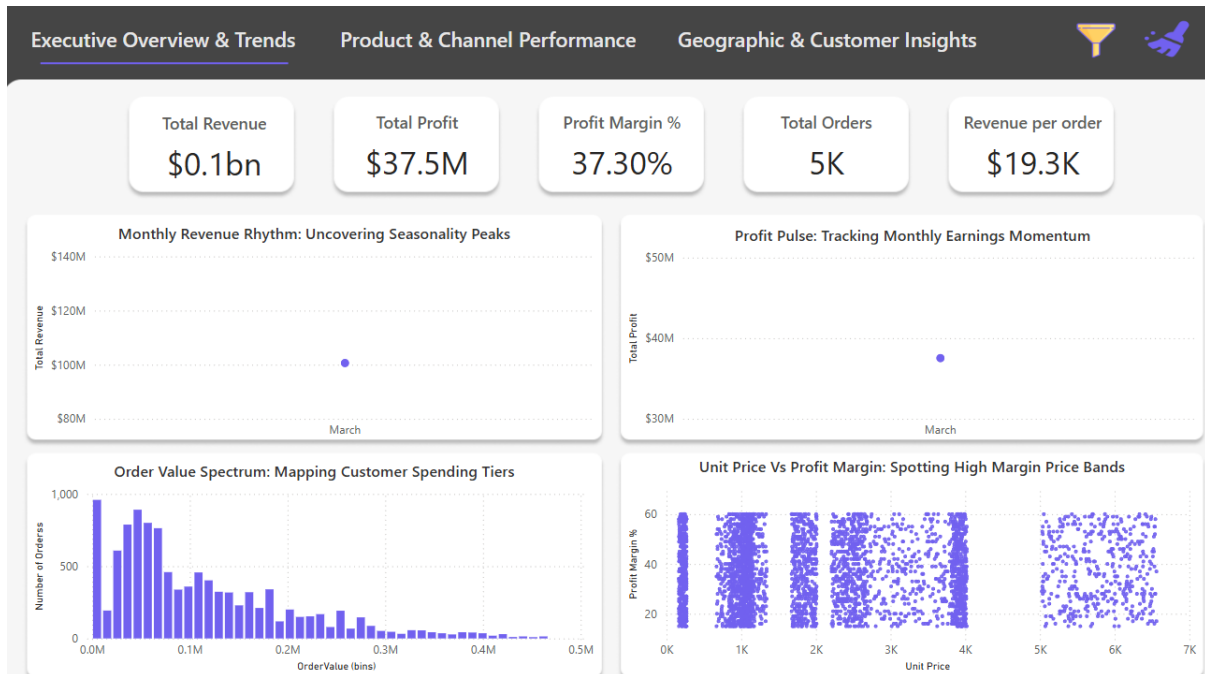 Executive Overview & Trends Product & Channel Performance Geographic & Customer Insights
Total Revenue
$0.1bn
Total Profit
$37.5M
Profit Margin %
37.30%
Total Orders
5K
Revenue per order
$19.3K
Monthly Revenue Rhythm: Uncovering Seasonality Peaks
Total Revenue
$140M
$120M
$100M
$80M
March
Profit Pulse: Tracking Monthly Earnings Momentum
Total Profit
$50M
$40M
$30M
March
Order Value Spectrum: Mapping Customer Spending Tiers
Number of Orderss
1,000
500
0
0.0M 0.1M 0.2M 0.3M 0.4M 0.5M
OrderValue (bins)
Unit Price Vs Profit Margin: Spotting High Margin Price Bands
Profit Margin %
60
40
20
0K 1K 2K 3K 4K 5K 6K 7K
Unit Price